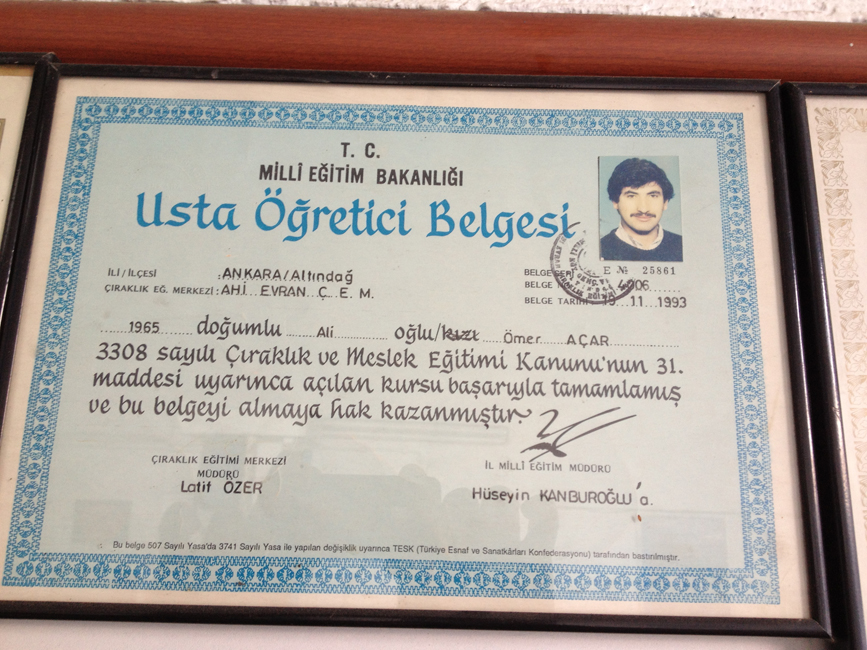 T. C.
MİLLÎ EĞİTİM BAKANLIĞI
Usta Öğretici Belgesi
İLİ / İLÇESİ : ANKARA/Altındağ
ÇIRAKLIK EĞ. MERKEZİ : AHİ EVRAN Ç. E. M.
BELGE E № 25861
BELGE
BELGE TARİHİ 11 1993
1965 doğumlu Ali oğlu/kızı Ömer AÇAR
3308 sayılı Çıraklık ve Meslek Eğitimi Kanunu'nun 31.
maddesi uyarınca açılan kursu başarıyla tamamlamış
ve bu belgeyi almaya hak kazanmıştır.
ÇIRAKLIK EĞİTİMİ MERKEZİ
MÜDÜRÜ
Latif ÖZER
İL MİLLÎ EĞİTİM MÜDÜRÜ
Hüseyin KANBUROĞLU a.
Bu belge 507 Sayılı Yasa'da 3741 Sayılı Yasa ile yapılan değişiklik uyarınca TESK (Türkiye Esnaf ve Sanatkârları Konfederasyonu) tarafından bastırılmıştır.